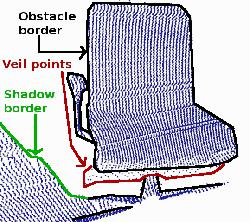 Obstacle
border
Veil points
Shadow
border